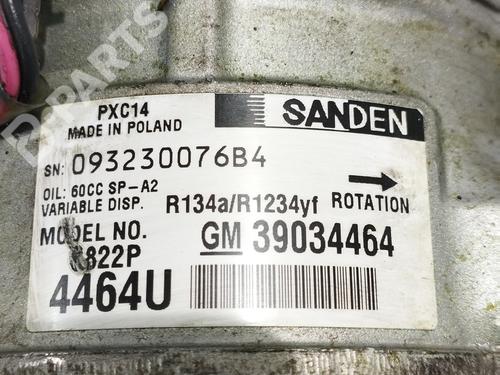 PXC14
MADE IN POLAND
SANDEN
SN: 093230076B4
OIL: 60CC SP-A2
VARIABLE DISP.
R134a/R1234yf
ROTATION
MODEL NO.
822P
GM 39034464
4464U